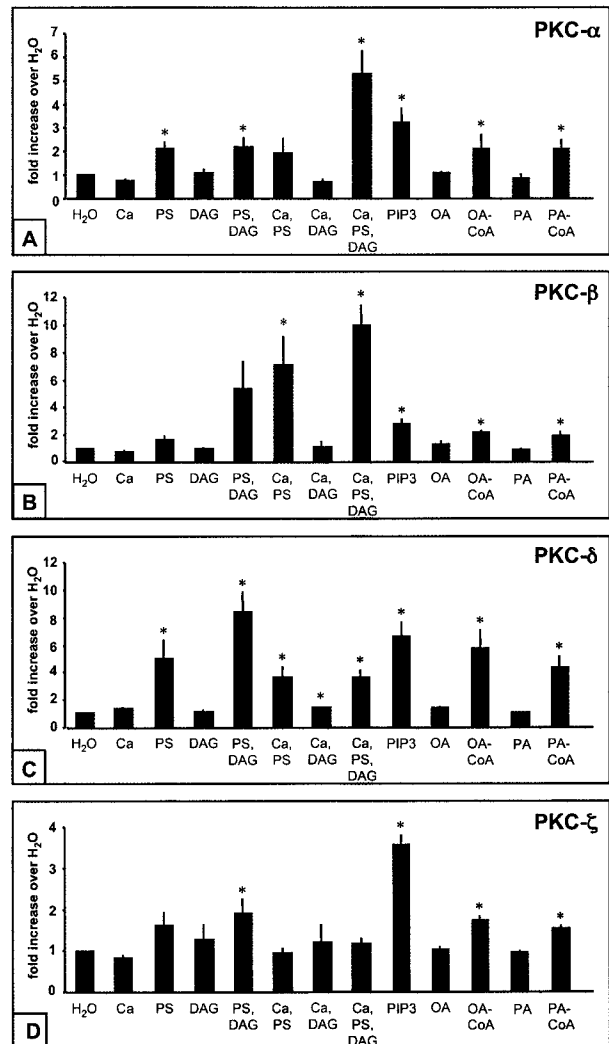 PKC-α
fold increase over H₂O
7
6
5
4
3
2
1
0
* * * * * *
H₂O Ca PS DAG PS, DAG Ca, PS Ca, DAG Ca, PS, DAG PIP3 OA OA-CoA PA PA-CoA
A
PKC-β
fold increase over H₂O
12
10
8
6
4
2
0
* * * * *
H₂O Ca PS DAG PS, DAG Ca, PS Ca, DAG Ca, PS, DAG PIP3 OA OA-CoA PA PA-CoA
B
PKC-δ
fold increase over H₂O
12
10
8
6
4
2
0
* * * * * * * *
H₂O Ca PS DAG PS, DAG Ca, PS Ca, DAG Ca, PS, DAG PIP3 OA OA-CoA PA PA-CoA
C
PKC-ζ
fold increase over H₂O
4
3
2
1
0
* * * *
H₂O Ca PS DAG PS, DAG Ca, PS Ca, DAG Ca, PS, DAG PIP3 OA OA-CoA PA PA-CoA
D